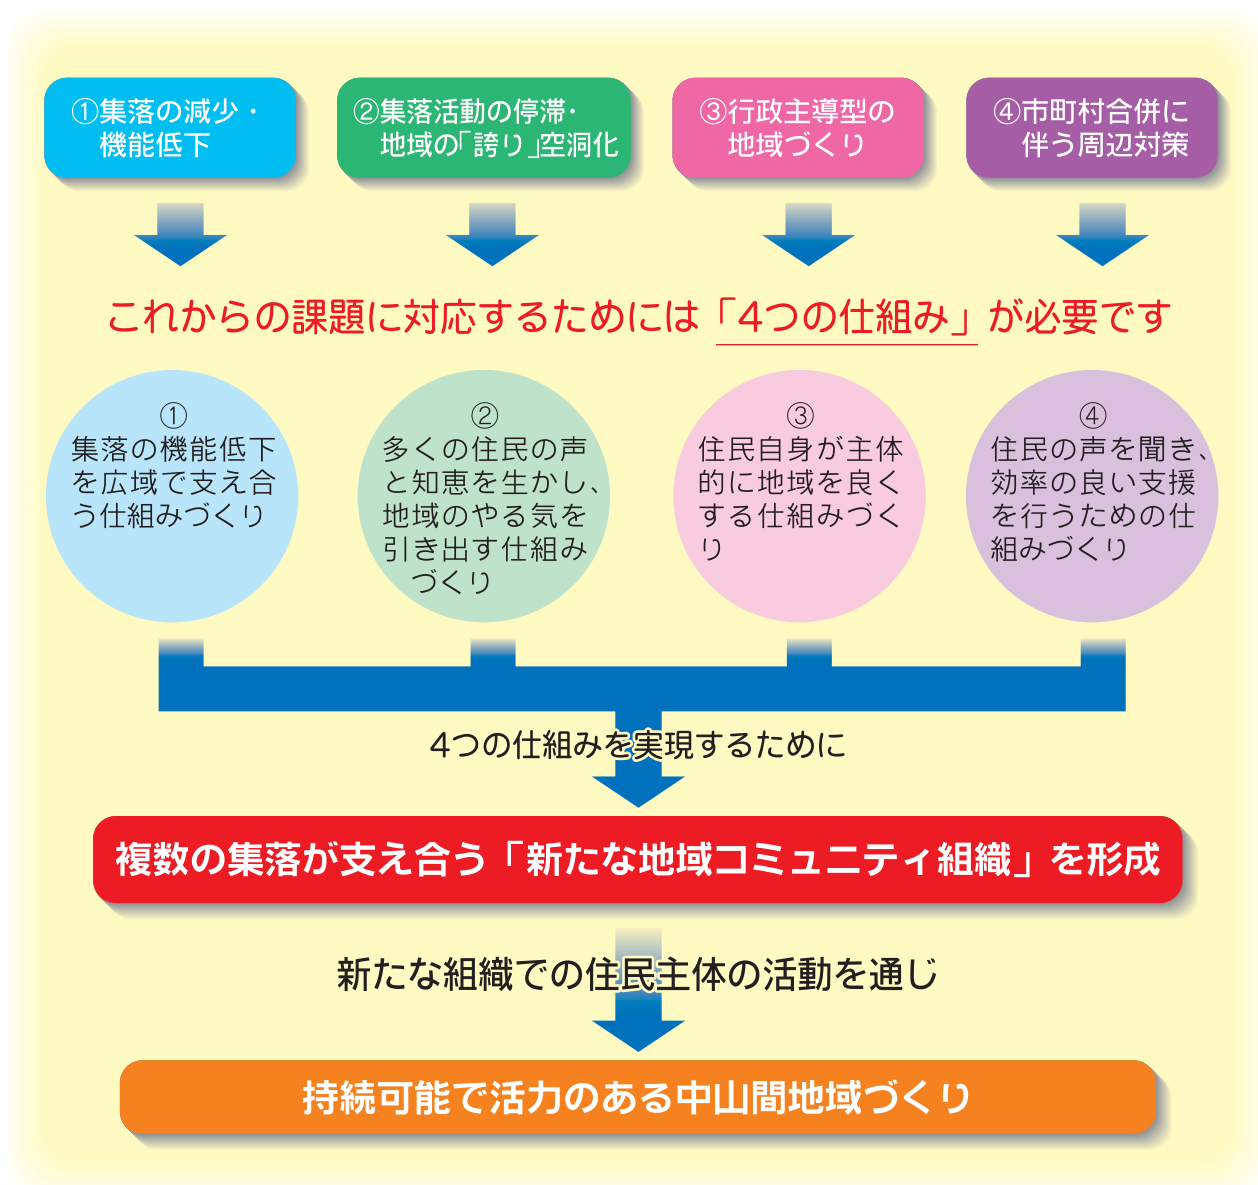 ①集落の減少・
機能低下
②集落活動の停滞・
地域の「誇り」空洞化
③行政主導型の
地域づくり
④市町村合併に
伴う周辺対策
これからの課題に対応するためには「4つの仕組み」が必要です
①
集落の機能低下
を広域で支え合
う仕組みづくり
②
多くの住民の声
と知恵を生かし、
地域のやる気を
引き出す仕組み
づくり
③
住民自身が主体
的に地域を良く
する仕組みづく
り
④
住民の声を聞き、
効率の良い支援
を行うための仕
組みづくり
4つの仕組みを実現するために
複数の集落が支え合う「新たな地域コミュニティ組織」を形成
新たな組織での住民主体の活動を通じ
持続可能で活力のある中山間地域づくり